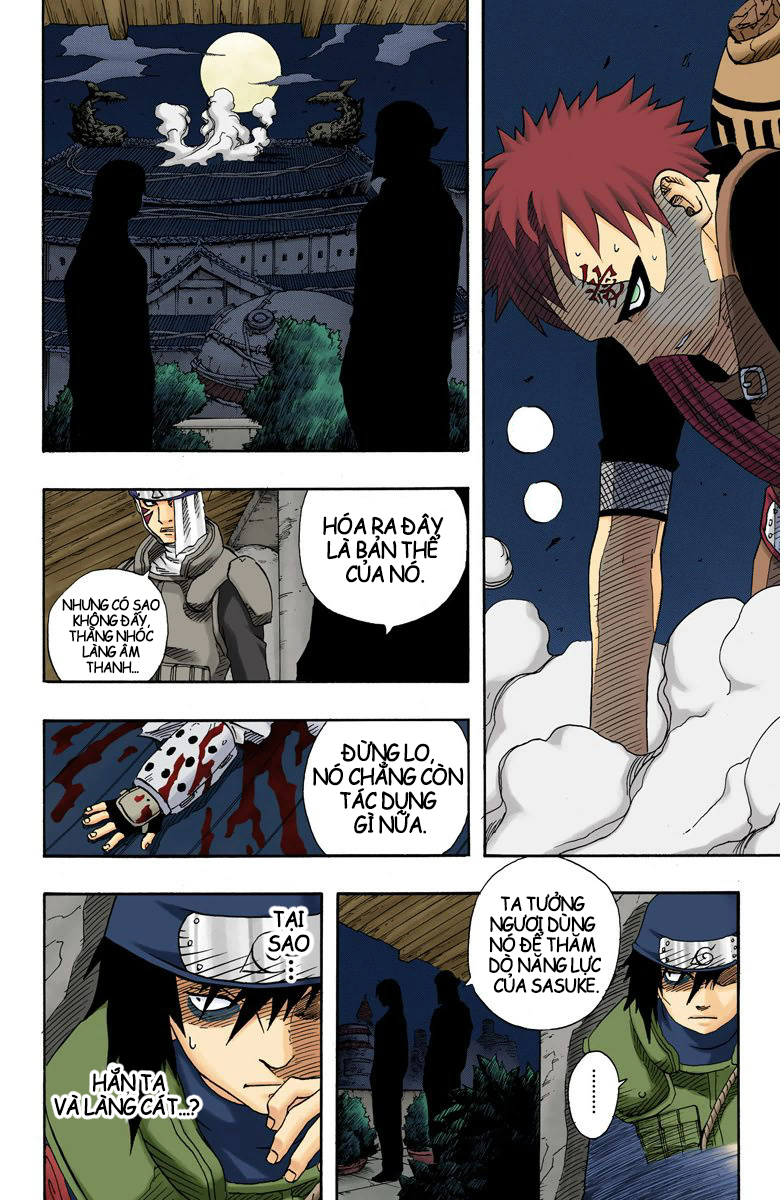 HÓA RA ĐÂY
LÀ BẢN THỂ
CỦA NÓ.
NHƯNG CÓ SAO
KHÔNG ĐẤY,
THẰNG NHÓC
LÀNG ÂM
THANH...
ĐỪNG LO,
NÓ CHẲNG CÒN
TÁC DỤNG
GÌ NỮA.
TA TƯỞNG
NGƯƠI DÙNG
NÓ ĐỂ THĂM
DÒ NĂNG LỰC
CỦA SASUKE.
.........
TẠI
SAO
...
HẮN TA
VÀ LÀNG CÁT...?